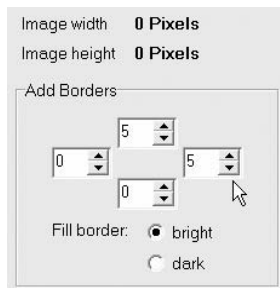 Image width 0 Pixels
Image height 0 Pixels
Add Borders
5
0 5
0
Fill border: bright
dark